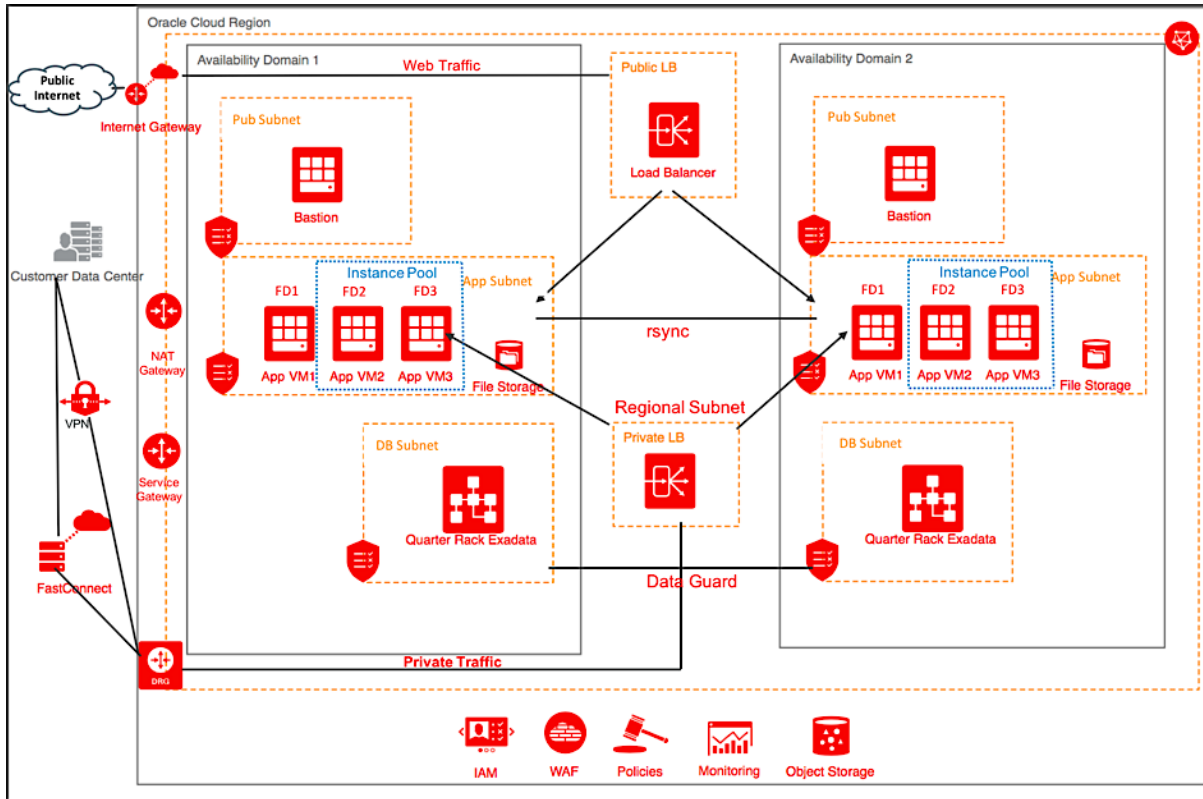 Oracle Cloud Region
Availability Domain 1
Availability Domain 2
Public
Internet
Internet Gateway
Web Traffic
Public LB
Load Balancer
Pub Subnet
Bastion
Pub Subnet
Bastion
Customer Data Center
NAT
Gateway
VPN
Service
Gateway
FastConnect
DRG
Instance Pool
App Subnet
FD1
FD2
FD3
App VM1
App VM2
App VM3
File Storage
rsync
Instance Pool
App Subnet
FD1
FD2
FD3
App VM1
App VM2
App VM3
File Storage
Regional Subnet
Private LB
DB Subnet
Quarter Rack Exadata
DB Subnet
Quarter Rack Exadata
Data Guard
Private Traffic
IAM
WAF
Policies
Monitoring
Object Storage